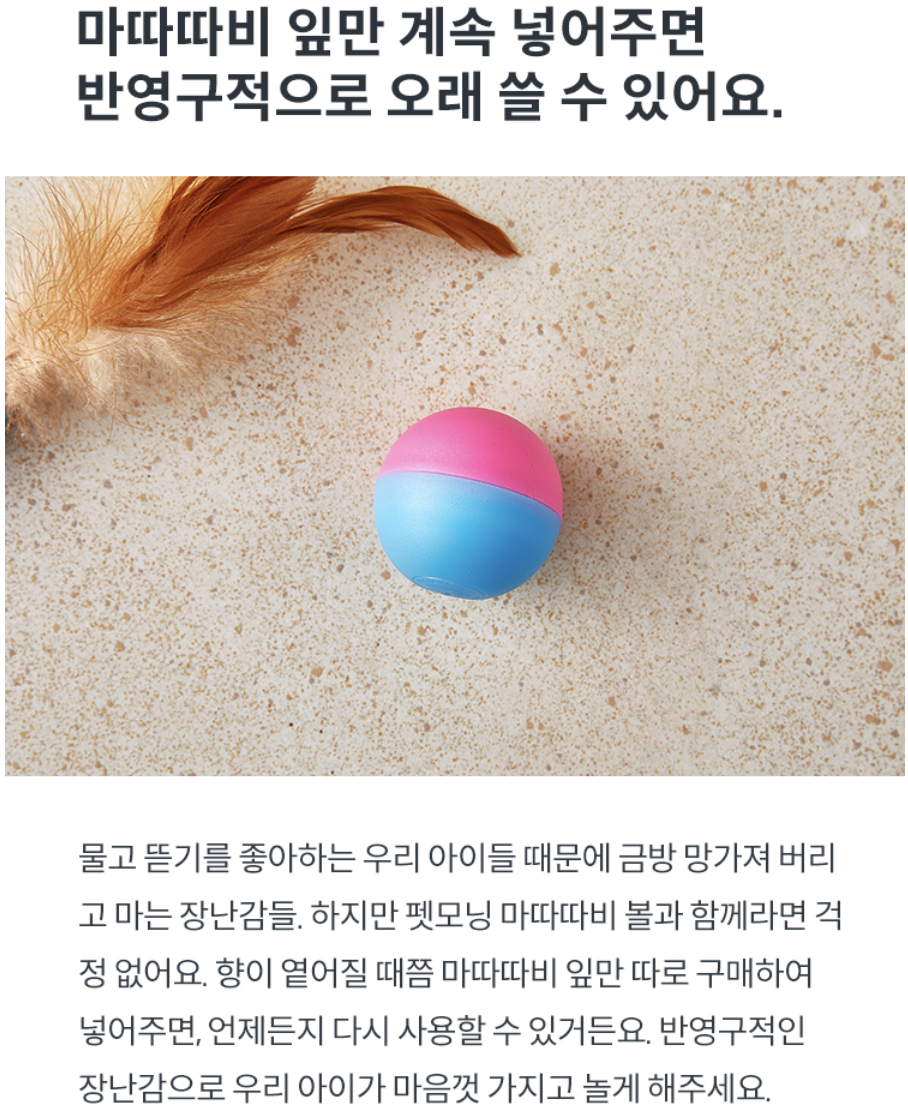 마따따비 잎만 계속 넣어주면
반영구적으로 오래 쓸 수 있어요.
물고 뜯기를 좋아하는 우리 아이들 때문에 금방 망가져 버리
고 마는 장난감들. 하지만 펫모닝 마따따비 볼과 함께라면 걱
정 없어요. 향이 옅어질 때쯤 마따따비 잎만 따로 구매하여
넣어주면, 언제든지 다시 사용할 수 있거든요. 반영구적인
장난감으로 우리 아이가 마음껏 가지고 놀게 해주세요.